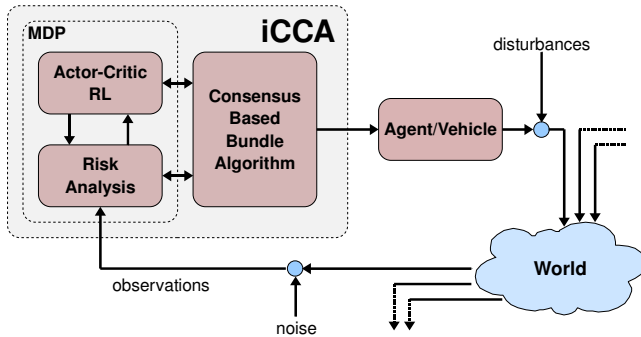 iCCA
MDP
disturbances
Actor-Critic
RL
Consensus
Based
Bundle
Algorithm
Agent/Vehicle
Risk
Analysis
World
observations
noise